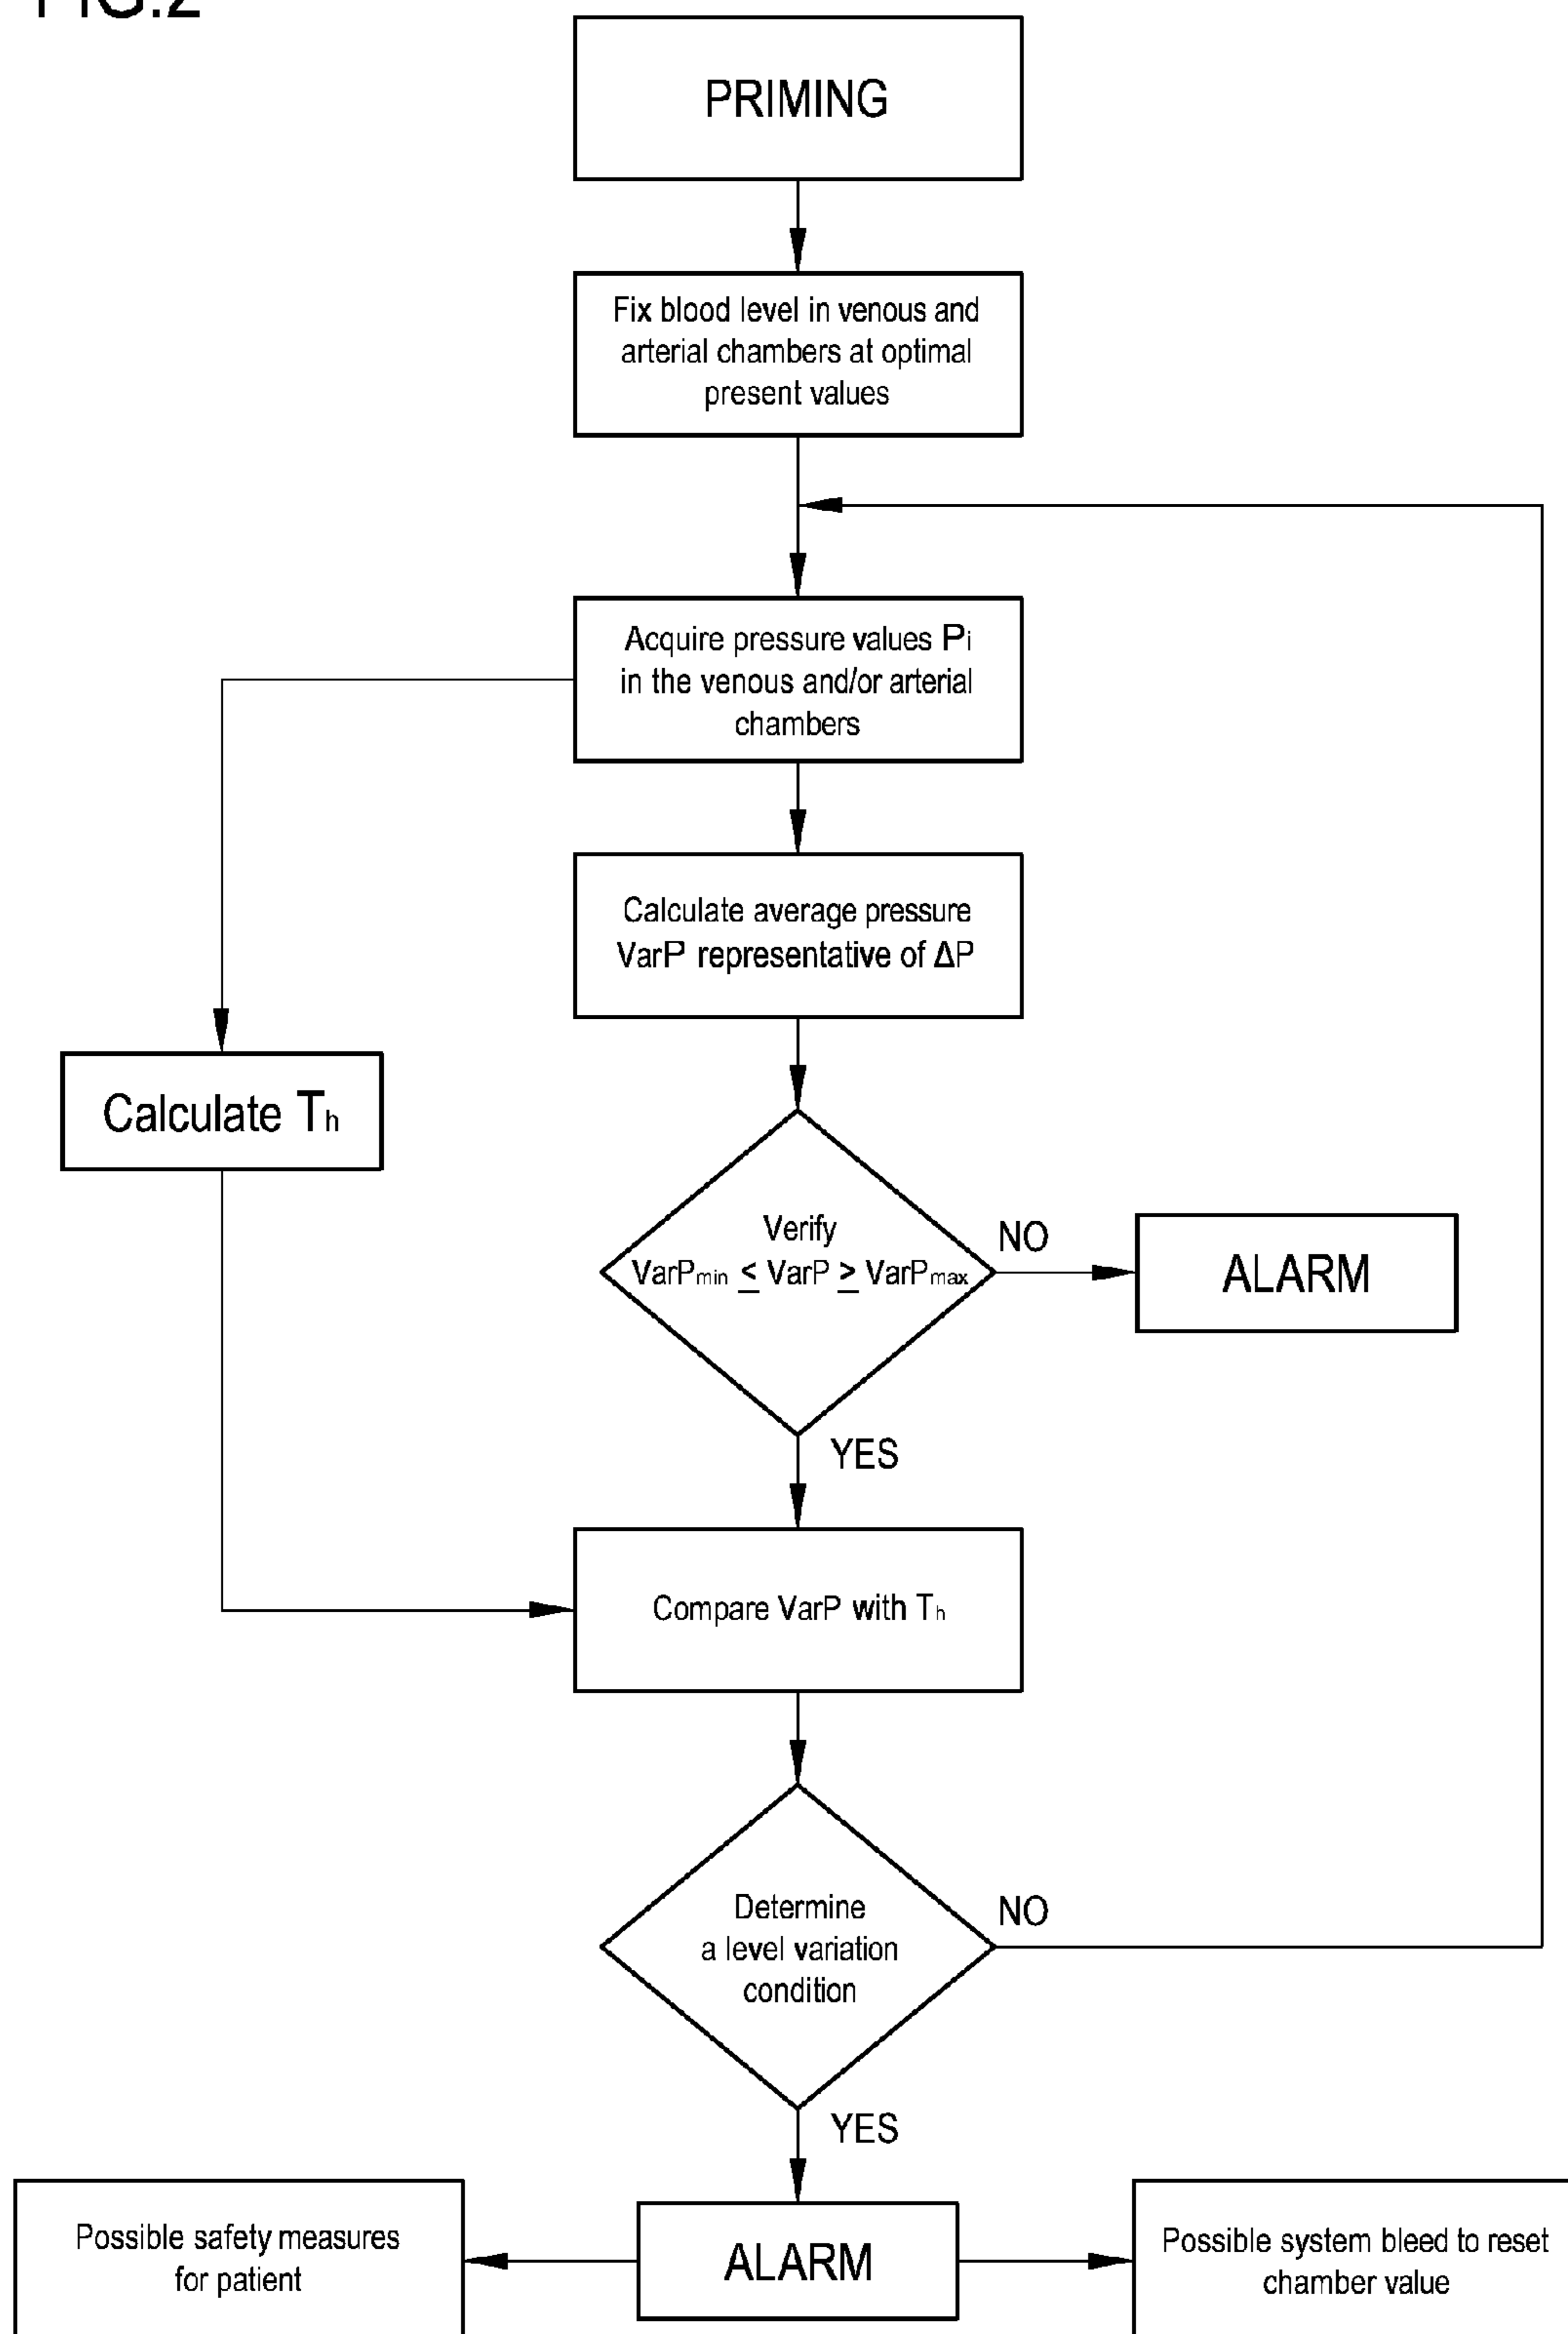 FIG.2
PRIMING
Fix blood level in venous and
arterial chambers at optimal
present values
Acquire pressure values Pi
in the venous and/or arterial
chambers
Calculate average pressure
VarP representative of ΔP
Calculate Th
Verify
VarPmin ≤ VarP ≥ VarPmax
NO
ALARM
YES
Compare VarP with Th
Determine
a level variation
condition
NO
YES
Possible safety measures
for patient
ALARM
Possible system bleed to reset
chamber value